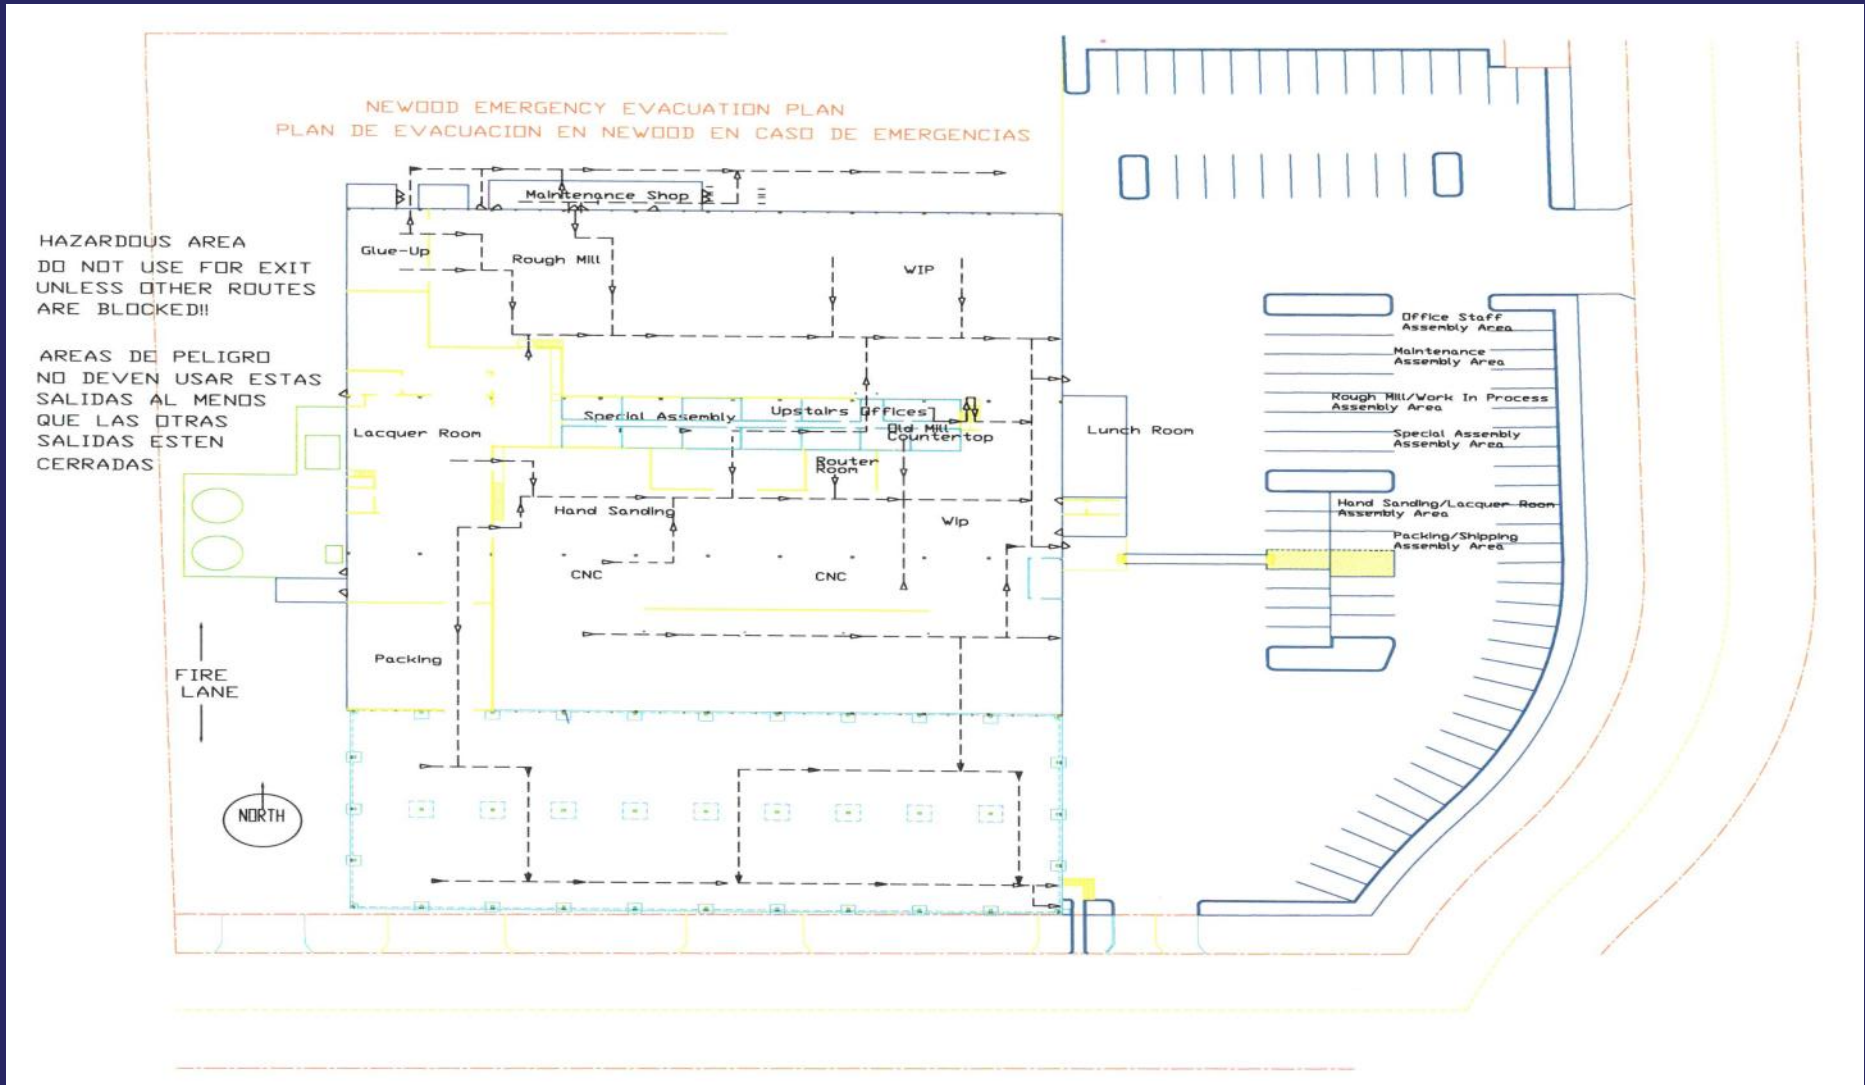 NEWOOD EMERGENCY EVACUATION PLAN
PLAN DE EVACUACION EN NEWOOD EN CASO DE EMERGENCIAS
Maintenance Shop
HAZARDOUS AREA
DO NOT USE FOR EXIT
UNLESS OTHER ROUTES
ARE BLOCKED!!
AREAS DE PELIGRO
NO DEVEN USAR ESTAS
SALIDAS AL MENOS
QUE LAS OTRAS
SALIDAS ESTEN
CERRADAS
Glue-Up
Rough Mill
WIP
Special Assembly
Upstairs Offices
Old Mill
Countertop
Lacquer Room
Router
Room
Hand Sanding
Wip
CNC
CNC
Packing
Lunch Room
Office Staff
Assembly Area
Maintenance
Assembly Area
Rough Mill/Work In Process
Assembly Area
Special Assembly
Assembly Area
Hand Sanding/Lacquer Room
Assembly Area
Packing/Shipping
Assembly Area
FIRE
LANE
NORTH